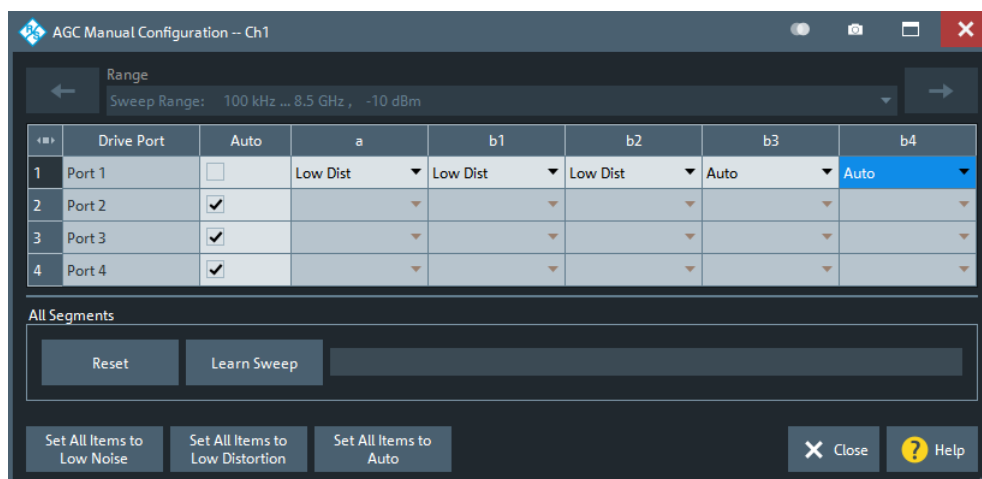 AGC Manual Configuration -- Ch1
Range
Sweep Range: 100 kHz ... 8.5 GHz , -10 dBm
Drive Port Auto a b1 b2 b3 b4
1 Port 1 Low Dist Low Dist Low Dist Auto Auto
2 Port 2
3 Port 3
4 Port 4
All Segments
Reset Learn Sweep
Set All Items to Low Noise
Set All Items to Low Distortion
Set All Items to Auto
Close
? Help